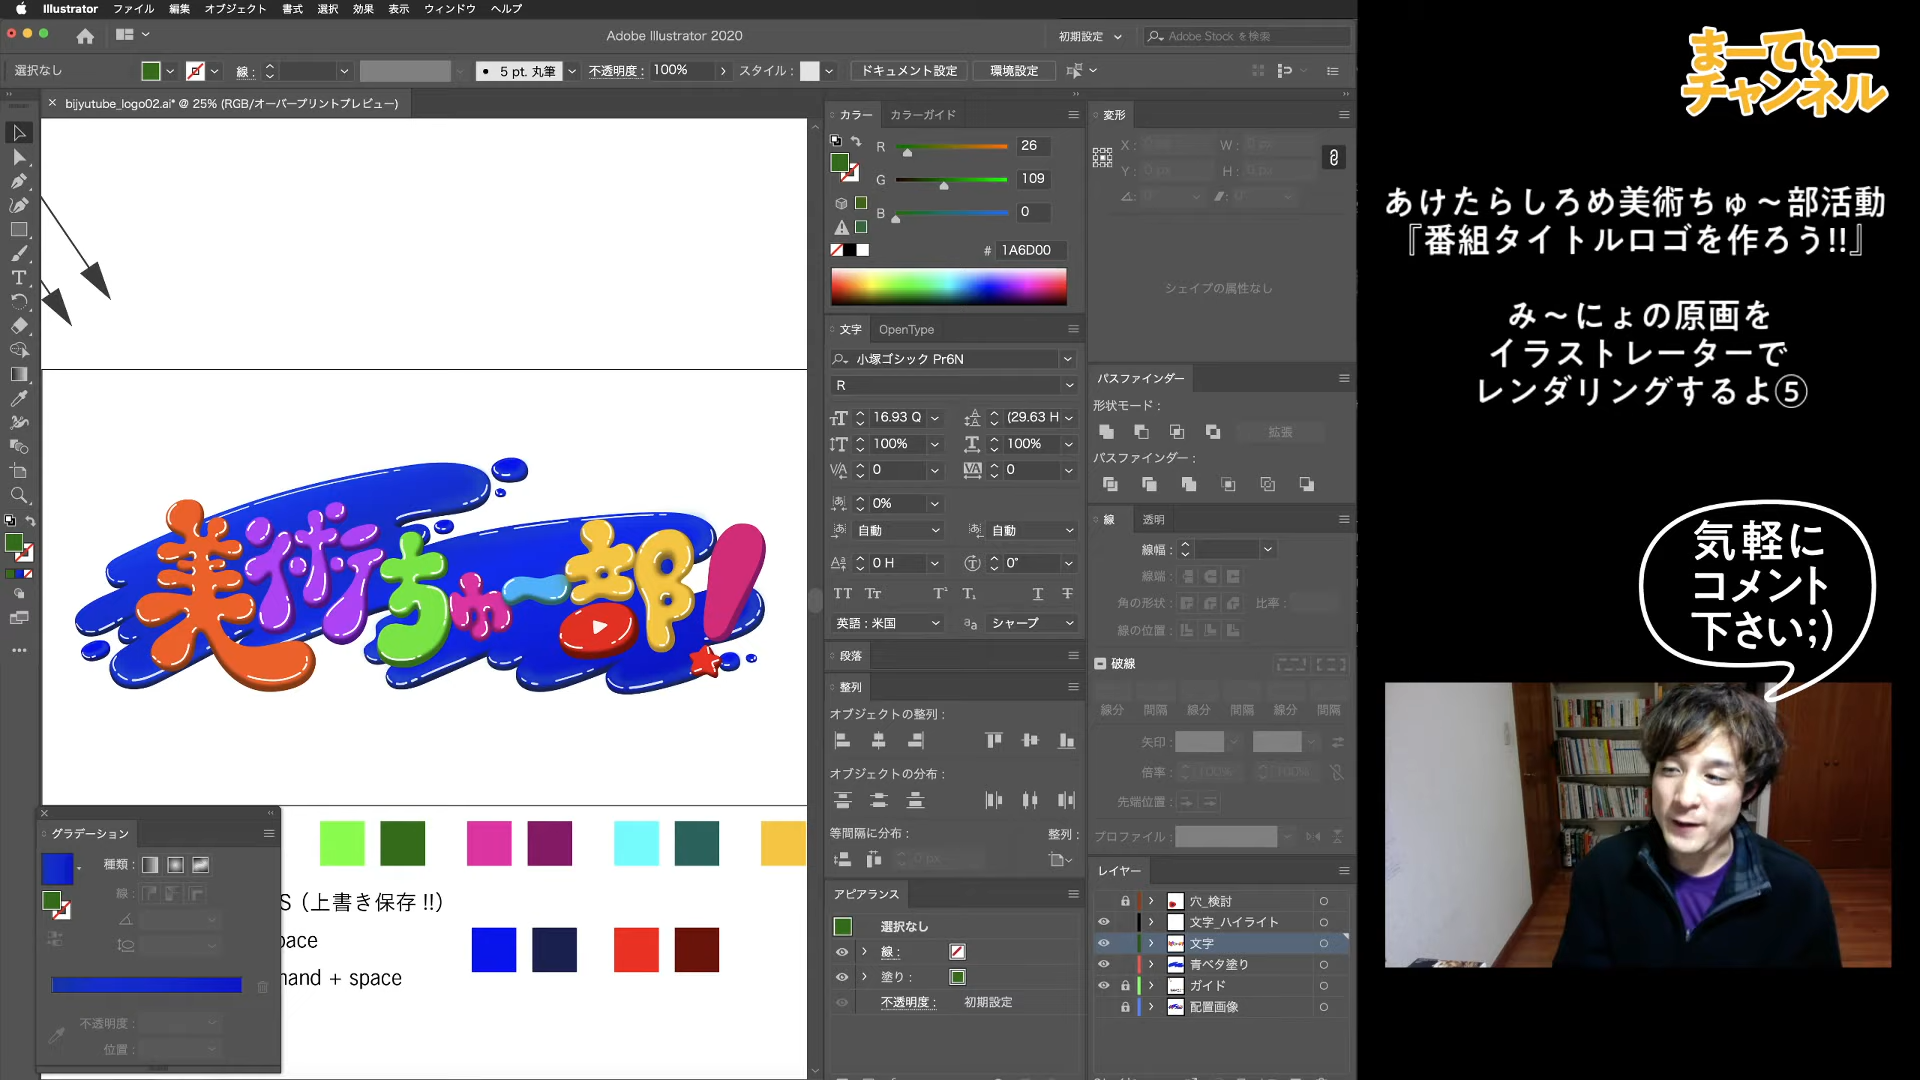 Illustrator ファイル 編集 オブジェクト 書式 選択 効果 表示 ウィンドウ ヘルプ
Adobe Illustrator 2020
初期設定
Adobe Stock を検索
選択なし
線 :
5 pt. 丸筆
不透明度 : 100%
スタイル :
ドキュメント設定
環境設定
bijyutube_logo02.ai* @ 25% (RGB/オーバープリントプレビュー)
美術ちゅ〜部!
S (上書き保存 !!)
pace
mand + space
グラデーション
種類 :
線 :
不透明度 :
位置 :
カラー カラーガイド
R 26
G 109
B 0
# 1A6D00
文字 OpenType
小塚ゴシック Pr6N
R
16.93 Q (29.63 H
100% 100%
0 0
0%
自動 自動
0 H 0°
英語 : 米国 シャープ
段落
整列
オブジェクトの整列 :
オブジェクトの分布 :
等間隔に分布 : 整列 :
0 px
アピアランス
選択なし
線 :
塗り :
不透明度 : 初期設定
変形
X : 0 px W : 0 px
Y : 0 px H : 0 px
シェイプの属性なし
パスファインダー
形状モード :
拡張
パスファインダー :
線 透明
線幅 :
線端 :
角の形状 : 比率 :
線の位置 :
破線
線分 間隔 線分 間隔 線分 間隔
矢印 :
倍率 : 100% 100%
先端位置 :
プロファイル :
レイヤー
穴_検討
文字_ハイライト
文字
青ベタ塗り
ガイド
配置画像
まーてぃー
チャンネル
あけたらしろめ美術ちゅ〜部活動
『番組タイトルロゴを作ろう!!』
み〜にょの原画を
イラストレーターで
レンダリングするよ⑤
気軽に
コメント
下さい;)